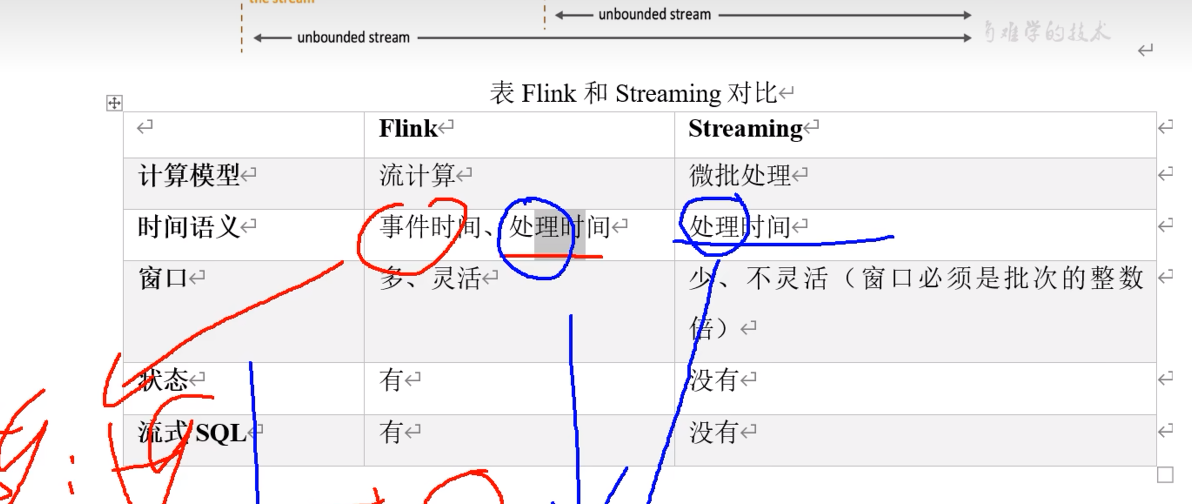 the stream
unbounded stream
unbounded stream
有难学的技术
表 Flink 和 Streaming 对比
Flink Streaming
计算模型 流计算 微批处理
时间语义 事件时间、处理时间 处理时间
窗口 多、灵活 少、不灵活（窗口必须是批次的整数
倍）
状态 有 没有
流式 SQL 有 没有